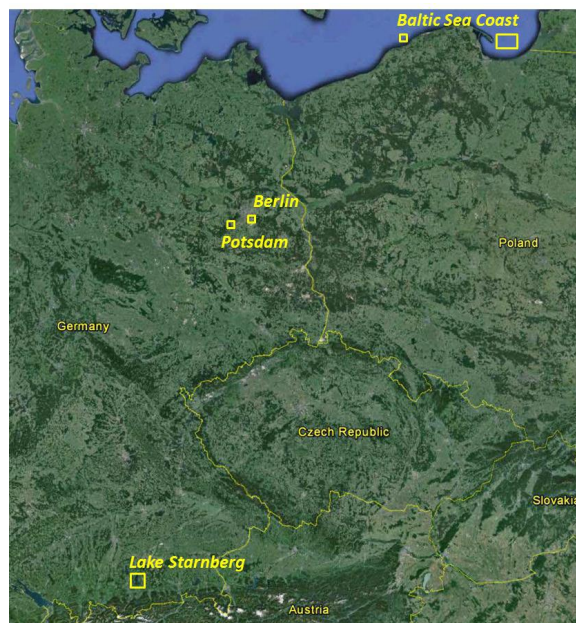 Baltic Sea Coast
Berlin
Potsdam
Poland
Germany
Czech Republic
Slovakia
Lake Starnberg
Austria